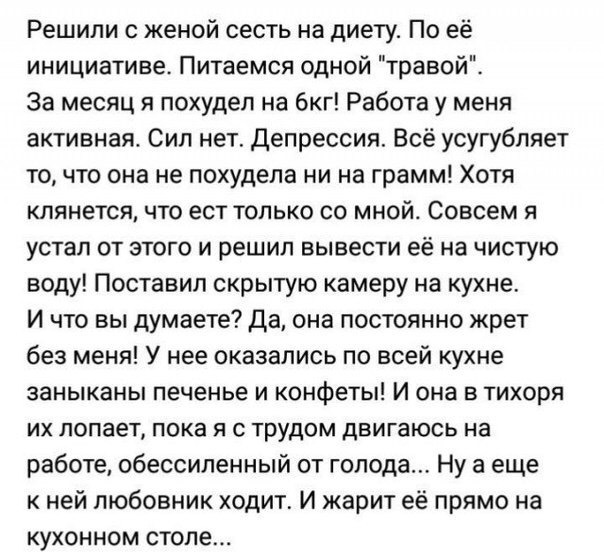 Решили с женой сесть на диету. По её
инициативе. Питаемся одной "травой".
За месяц я похудел на 6кг! Работа у меня
активная. Сил нет. Депрессия. Всё усугубляет
то, что она не похудела ни на грамм! Хотя
клянется, что ест только со мной. Совсем я
устал от этого и решил вывести её на чистую
воду! Поставил скрытую камеру на кухне.
И что вы думаете? Да, она постоянно жрет
без меня! У нее оказались по всей кухне
заныканы печенье и конфеты! И она в тихоря
их лопает, пока я с трудом двигаюсь на
работе, обессиленный от голода... Ну а еще
к ней любовник ходит. И жарит её прямо на
кухонном столе...